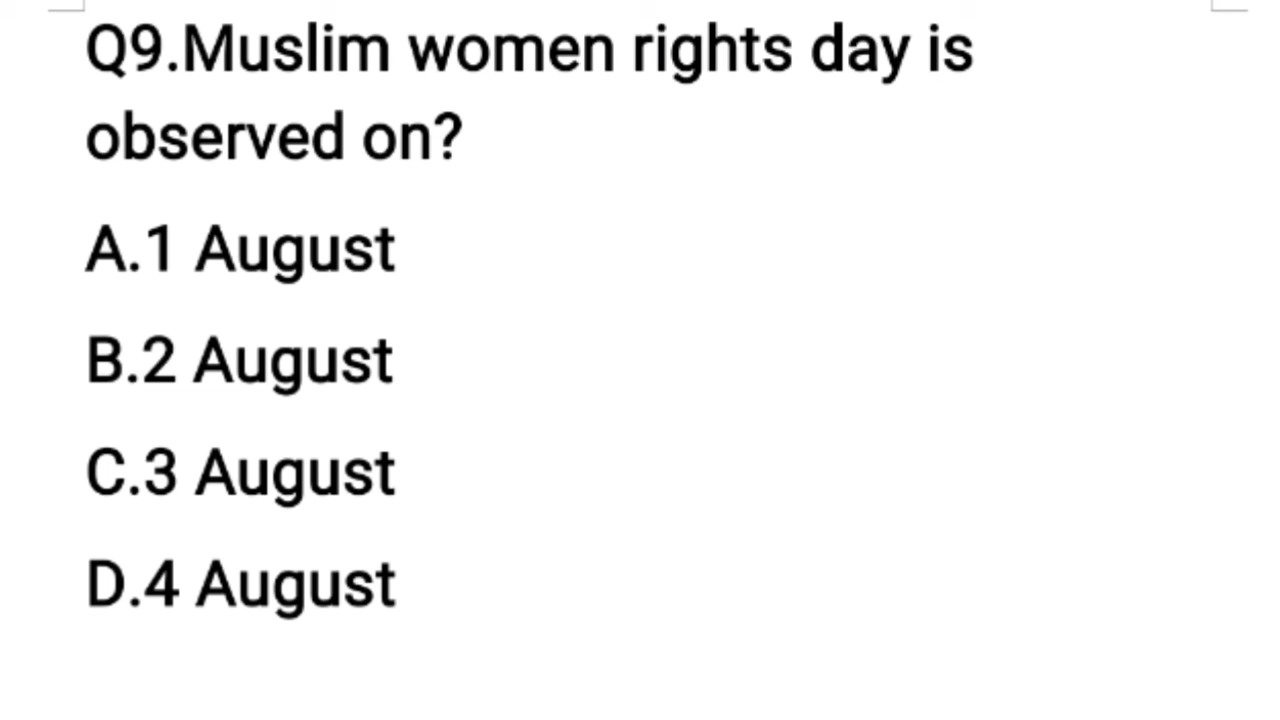 Q9.Muslim women rights day is
observed on?
A.1 August
B.2 August
C.3 August
D.4 August